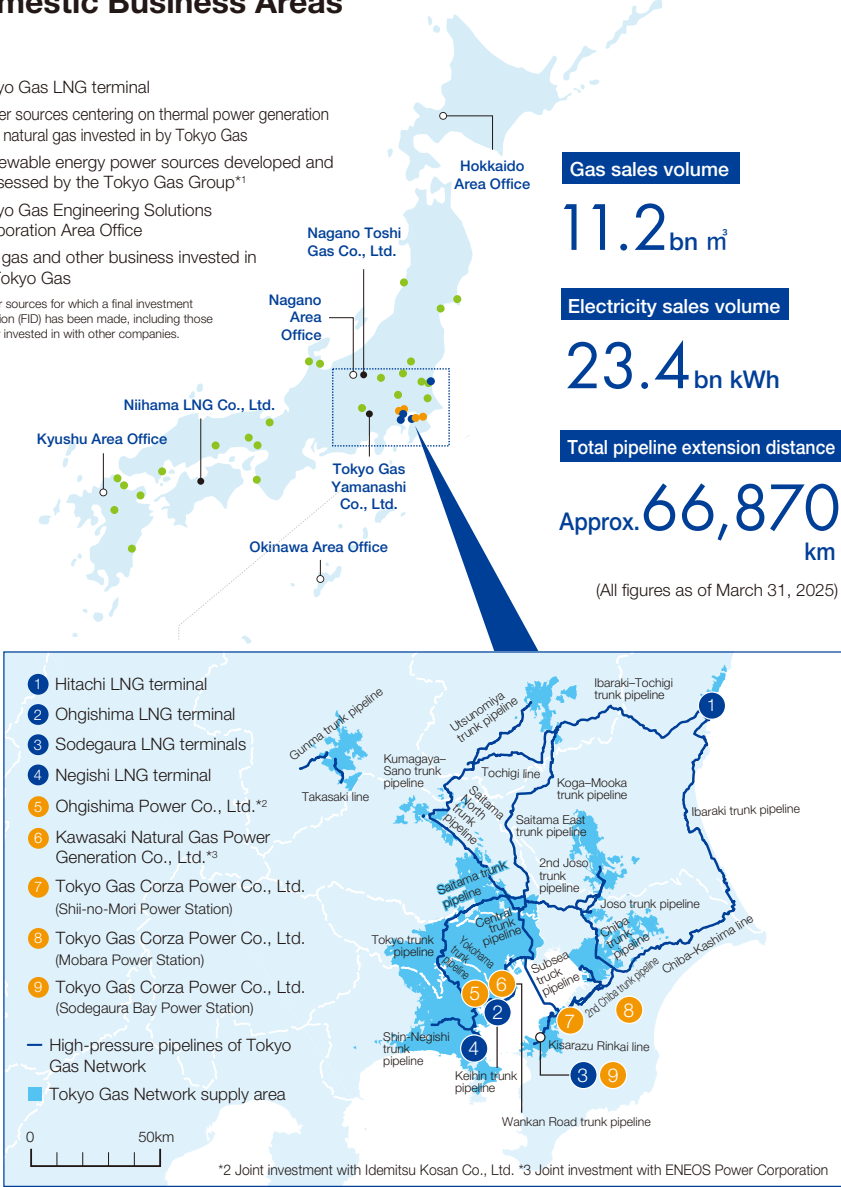 mestic Business Areas
yo Gas LNG terminal
er sources centering on thermal power generation
natural gas invested in by Tokyo Gas
ewable energy power sources developed and
sessed by the Tokyo Gas Group*1
yo Gas Engineering Solutions
poration Area Office
gas and other business invested in
Tokyo Gas
r sources for which a final investment
ion (FID) has been made, including those
invested in with other companies.
Hokkaido
Area Office
Nagano Toshi
Gas Co., Ltd.
Nagano
Area
Office
Niihama LNG Co., Ltd.
Kyushu Area Office
Tokyo Gas
Yamanashi
Co., Ltd.
Okinawa Area Office
Gas sales volume
11.2 bn ㎥
Electricity sales volume
23.4 bn kWh
Total pipeline extension distance
Approx. 66,870
km
(All figures as of March 31, 2025)
1 Hitachi LNG terminal
2 Ohgishima LNG terminal
3 Sodegaura LNG terminals
4 Negishi LNG terminal
5 Ohgishima Power Co., Ltd.*2
6 Kawasaki Natural Gas Power
Generation Co., Ltd.*3
7 Tokyo Gas Corza Power Co., Ltd.
(Shii-no-Mori Power Station)
8 Tokyo Gas Corza Power Co., Ltd.
(Mobara Power Station)
9 Tokyo Gas Corza Power Co., Ltd.
(Sodegaura Bay Power Station)
High-pressure pipelines of Tokyo
Gas Network
Tokyo Gas Network supply area
0 50km
Gunma trunk pipeline
Takasaki line
Kumagaya–
Sano trunk
pipeline
Utsunomiya
trunk pipeline
Ibaraki–Tochigi
trunk pipeline
1
Tochigi line
Koga–Mooka
trunk pipeline
Saitama
North
trunk
pipeline
Saitama East
trunk pipeline
Ibaraki trunk pipeline
2nd Joso
trunk
pipeline
Saitama trunk
pipeline
Joso trunk pipeline
Central
trunk
pipeline
Chiba
trunk
pipeline
Chiba–Kashima line
Tokyo trunk
pipeline
Yokohama
trunk
pipeline
Subsea
truck
pipeline
2nd Chiba trunk pipeline
5
6
2
7
8
4
Shin-Negishi
trunk
pipeline
Kisarazu Rinkai line
Keihin trunk
pipeline
3
9
Wankan Road trunk pipeline
*2 Joint investment with Idemitsu Kosan Co., Ltd. *3 Joint investment with ENEOS Power Corporation